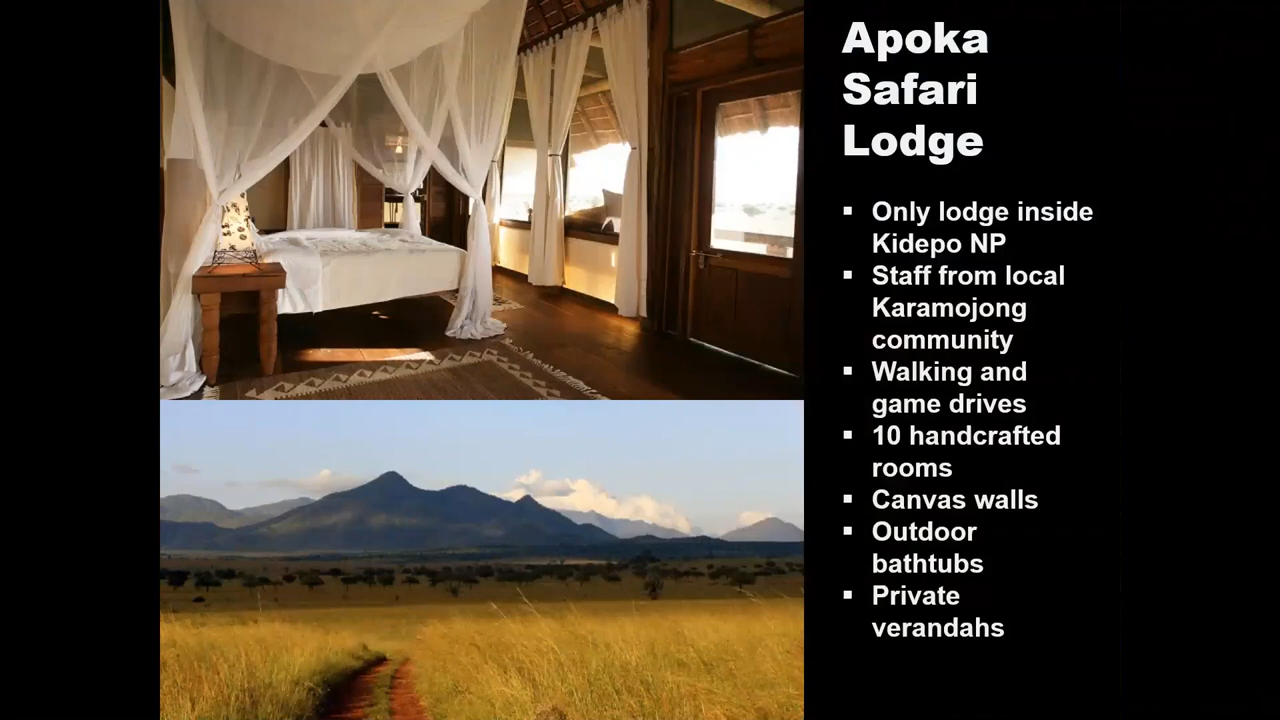 Apoka
Safari
Lodge
▪ Only lodge inside
Kidepo NP
▪ Staff from local
Karamojong
community
▪ Walking and
game drives
▪ 10 handcrafted
rooms
▪ Canvas walls
▪ Outdoor
bathtubs
▪ Private
verandahs